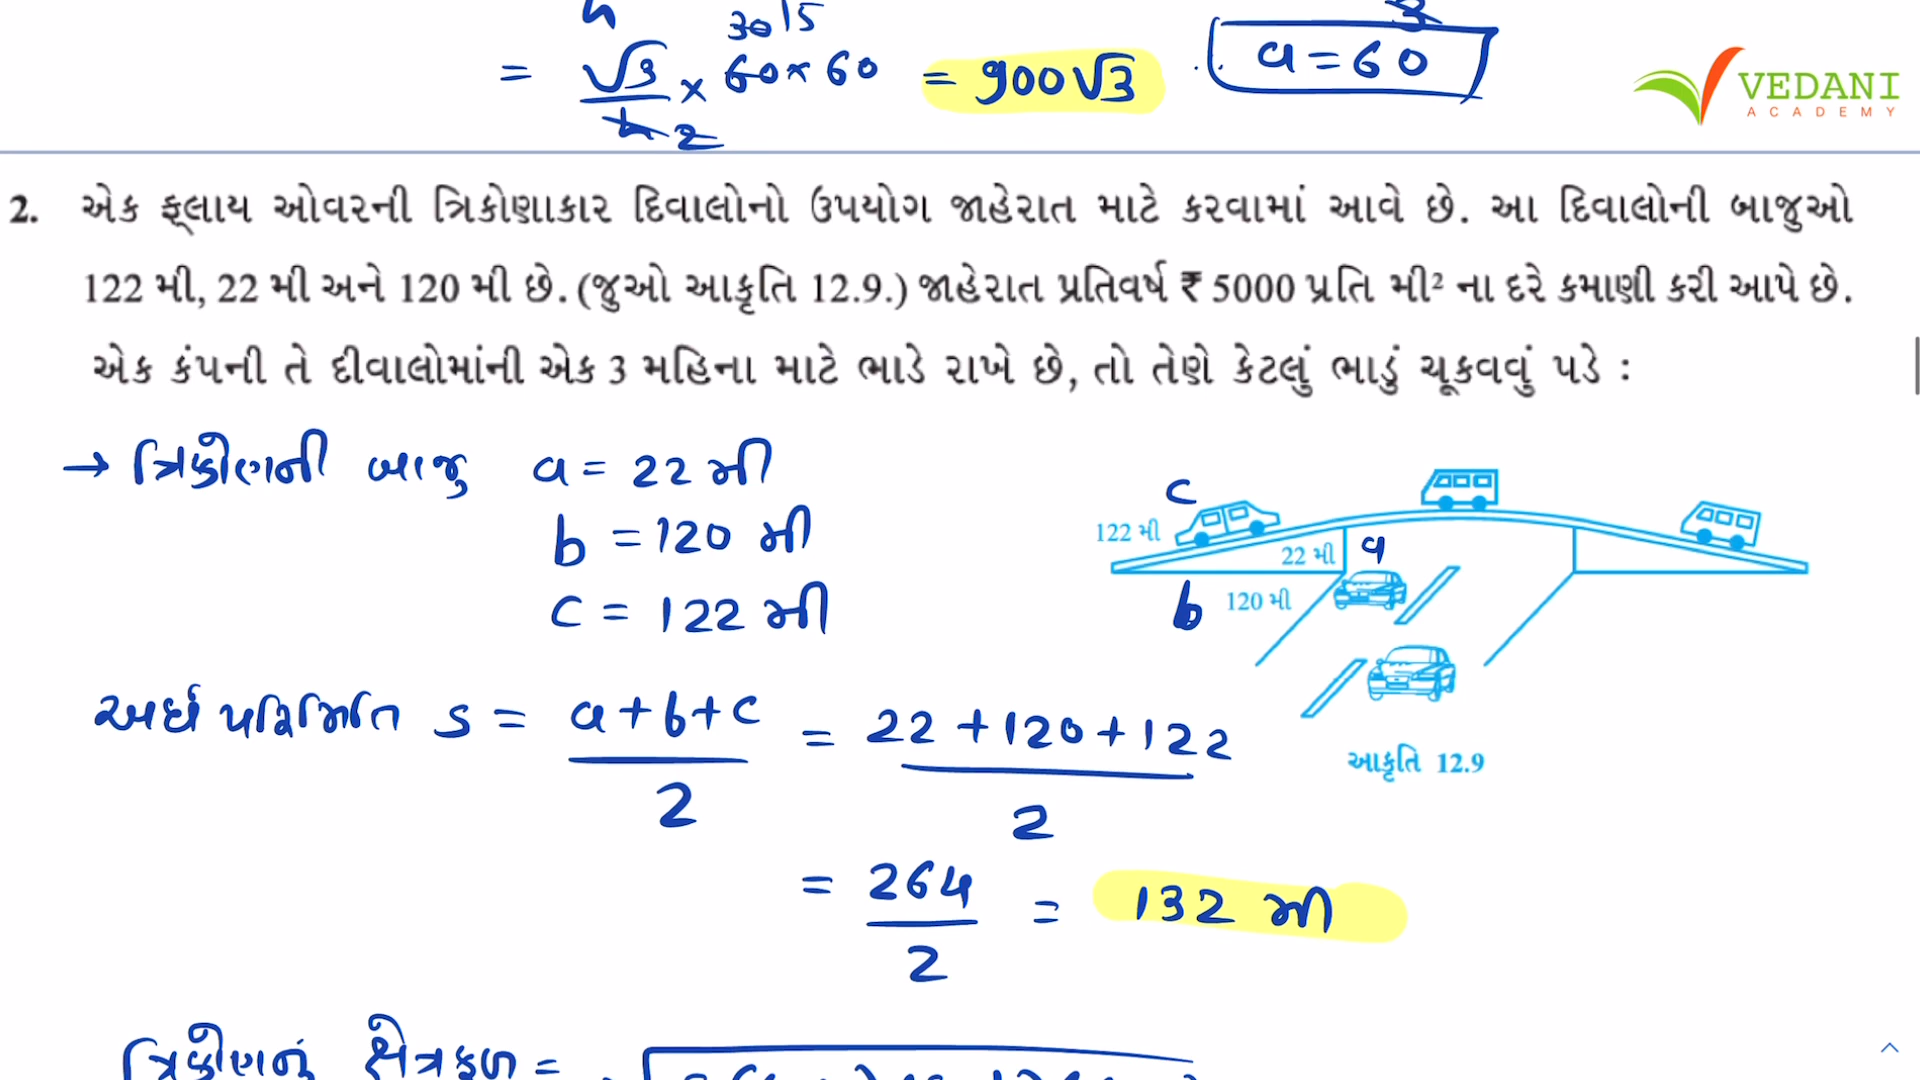 30 15
= √3/4 2 × 60 × 60 = 900√3
a = 60
VEDANI
ACADEMY
2. એક ફ્લાય ઓવરની ત્રિકોણાકાર દિવાલોનો ઉપયોગ જાહેરાત માટે કરવામાં આવે છે. આ દિવાલોની બાજુઓ
122 મી, 22 મી અને 120 મી છે. (જુઓ આકૃતિ 12.9.) જાહેરાત પ્રતિવર્ષ ₹ 5000 પ્રતિ મી² ના દરે કમાણી કરી આપે છે.
એક કંપની તે દીવાલોમાંની એક 3 મહિના માટે ભાડે રાખે છે, તો તેણે કેટલું ભાડું ચૂકવવું પડે :
→ ત્રિકોણની બાજુ a = 22 મી
b = 120 મી
c = 122 મી
c
122 મી
22 મી a
b 120 મી
આકૃતિ 12.9
અર્ધ પરિમિતિ s = a+b+c/2 = 22+120+122/2
= 264/2 = 132 મી
ત્રિકોણનું ક્ષેત્રફળ =